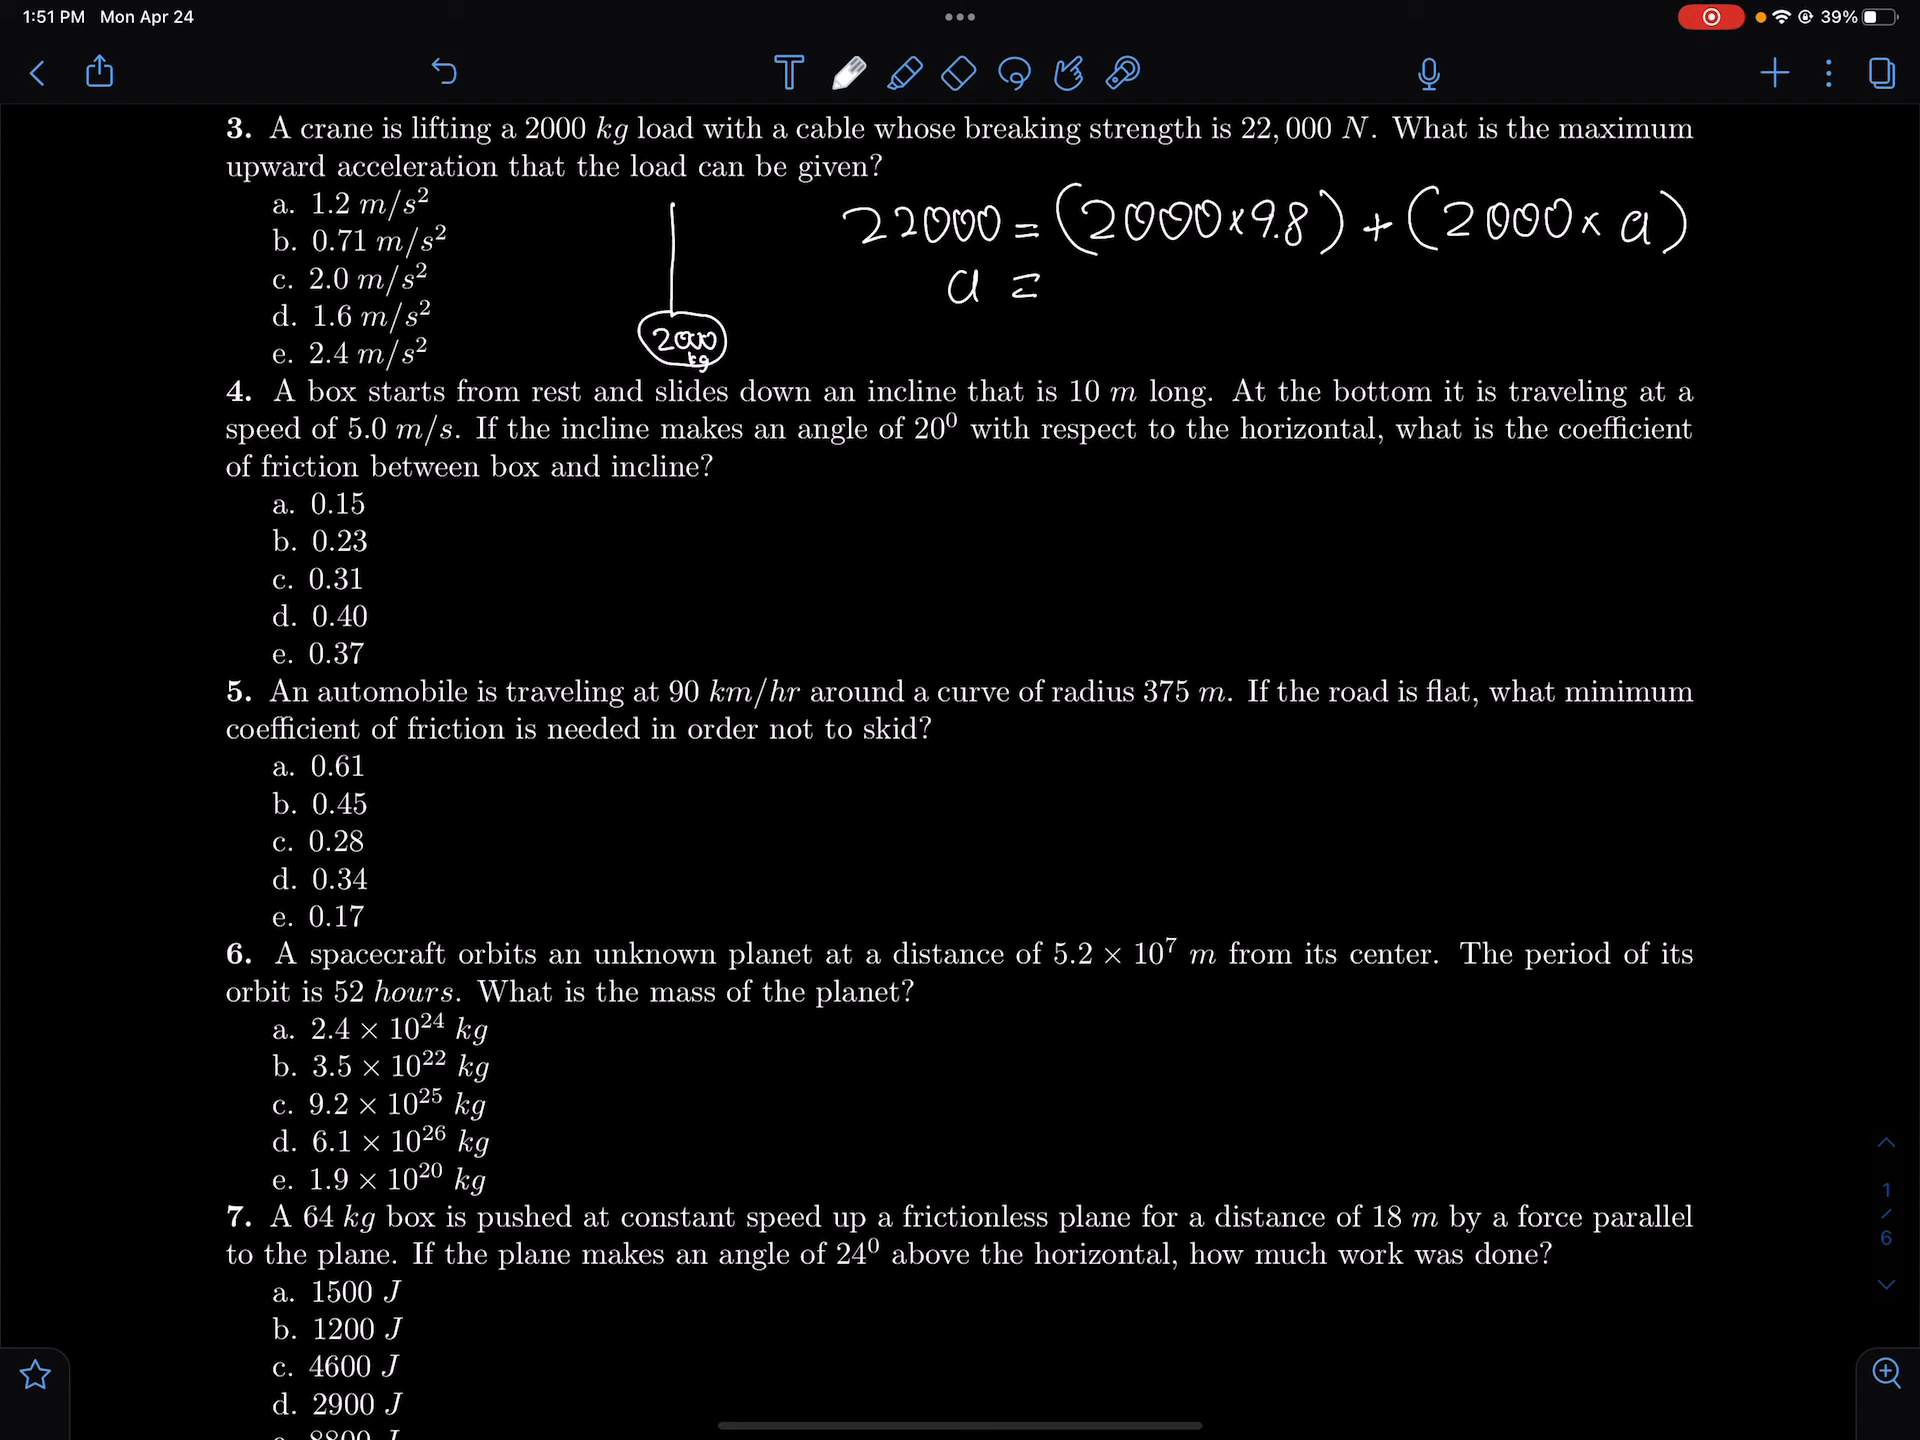 1:51 PM Mon Apr 24
39%
T
3. A crane is lifting a 2000 kg load with a cable whose breaking strength is 22,000 N. What is the maximum
upward acceleration that the load can be given?
a. 1.2 m/s²
b. 0.71 m/s²
c. 2.0 m/s²
d. 1.6 m/s²
e. 2.4 m/s²
2000
kg
22000 = (2000×9.8) + (2000× a)
a =
4. A box starts from rest and slides down an incline that is 10 m long. At the bottom it is traveling at a
speed of 5.0 m/s. If the incline makes an angle of 20⁰ with respect to the horizontal, what is the coefficient
of friction between box and incline?
a. 0.15
b. 0.23
c. 0.31
d. 0.40
e. 0.37
5. An automobile is traveling at 90 km/hr around a curve of radius 375 m. If the road is flat, what minimum
coefficient of friction is needed in order not to skid?
a. 0.61
b. 0.45
c. 0.28
d. 0.34
e. 0.17
6. A spacecraft orbits an unknown planet at a distance of 5.2 × 10⁷ m from its center. The period of its
orbit is 52 hours. What is the mass of the planet?
a. 2.4 × 10²⁴ kg
b. 3.5 × 10²² kg
c. 9.2 × 10²⁵ kg
d. 6.1 × 10²⁶ kg
e. 1.9 × 10²⁰ kg
1
/
6
7. A 64 kg box is pushed at constant speed up a frictionless plane for a distance of 18 m by a force parallel
to the plane. If the plane makes an angle of 24⁰ above the horizontal, how much work was done?
a. 1500 J
b. 1200 J
c. 4600 J
d. 2900 J